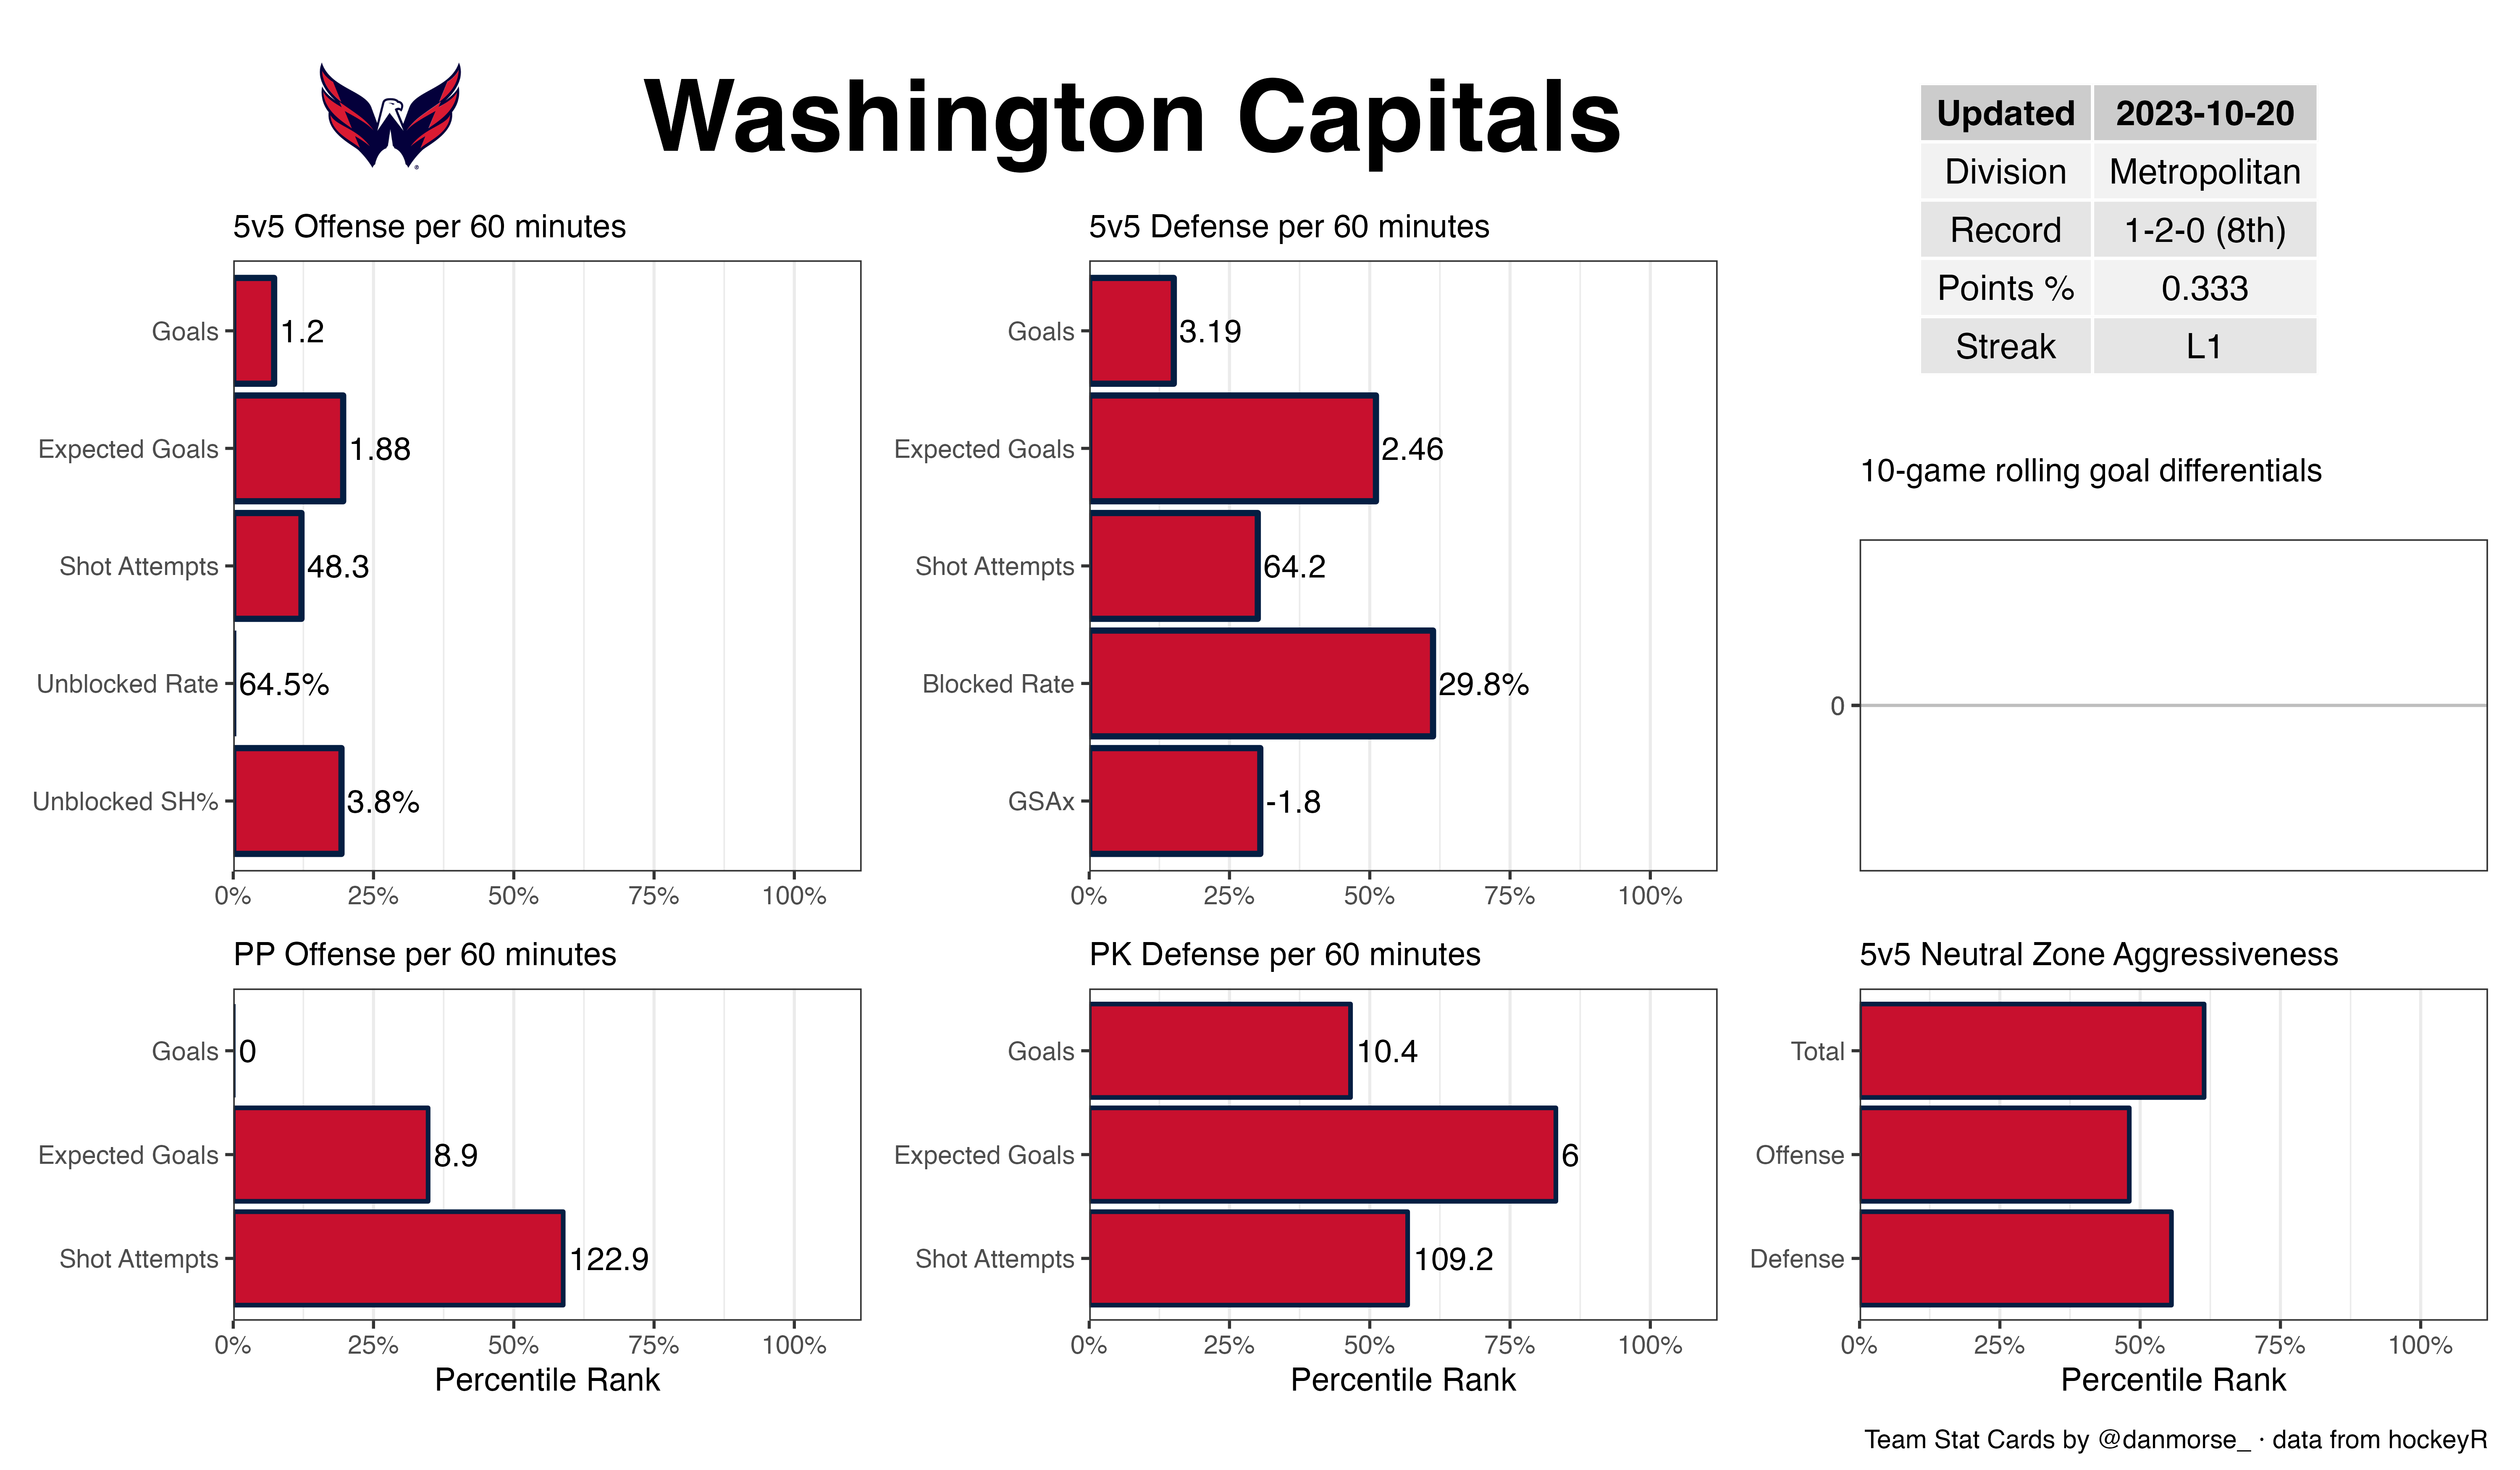 Washington Capitals
Updated 2023-10-20
Division Metropolitan
Record 1-2-0 (8th)
Points % 0.333
Streak L1
5v5 Offense per 60 minutes
Goals 1.2
Expected Goals 1.88
Shot Attempts 48.3
Unblocked Rate 64.5%
Unblocked SH% 3.8%
0% 25% 50% 75% 100%
5v5 Defense per 60 minutes
Goals 3.19
Expected Goals 2.46
Shot Attempts 64.2
Blocked Rate 29.8%
GSAx -1.8
0% 25% 50% 75% 100%
10-game rolling goal differentials
0
PP Offense per 60 minutes
Goals 0
Expected Goals 8.9
Shot Attempts 122.9
0% 25% 50% 75% 100%
Percentile Rank
PK Defense per 60 minutes
Goals 10.4
Expected Goals 6
Shot Attempts 109.2
0% 25% 50% 75% 100%
Percentile Rank
5v5 Neutral Zone Aggressiveness
Total
Offense
Defense
0% 25% 50% 75% 100%
Percentile Rank
Team Stat Cards by @danmorse_ · data from hockeyR